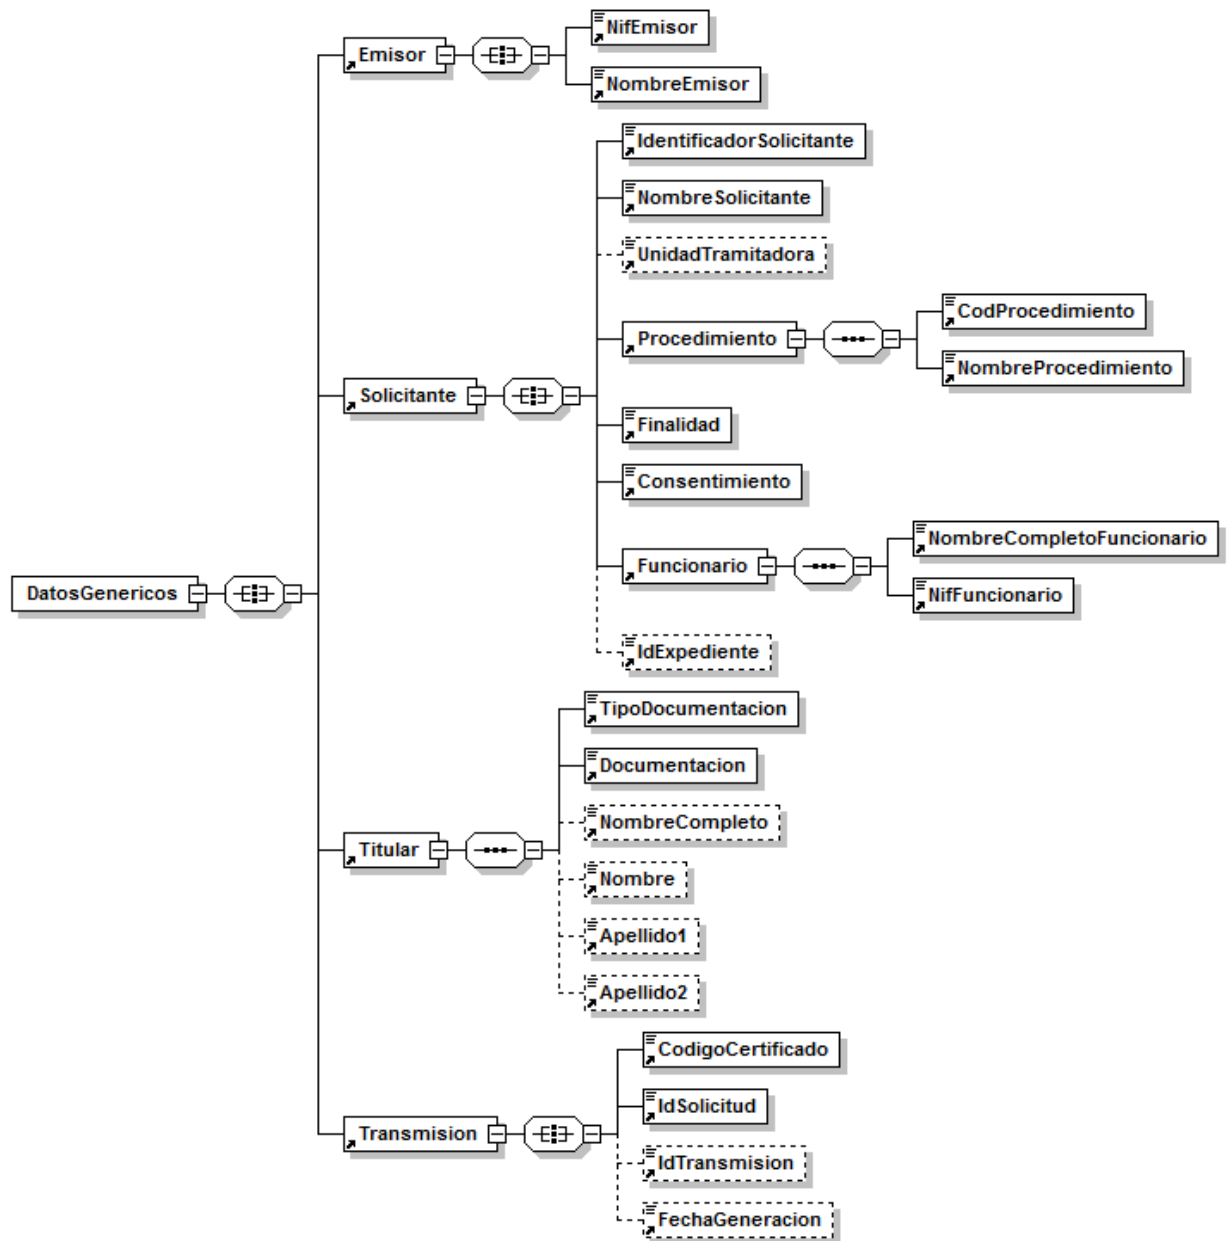 NifEmisor
Emisor
NombreEmisor
IdentificadorSolicitante
NombreSolicitante
UnidadTramitadora
CodProcedimiento
Procedimiento
NombreProcedimiento
Solicitante
Finalidad
Consentimiento
NombreCompletoFuncionario
Funcionario
DatosGenericos
NifFuncionario
IdExpediente
TipoDocumentacion
Documentacion
NombreCompleto
Titular
Nombre
Apellido1
Apellido2
CodigoCertificado
IdSolicitud
Transmision
IdTransmision
FechaGeneracion